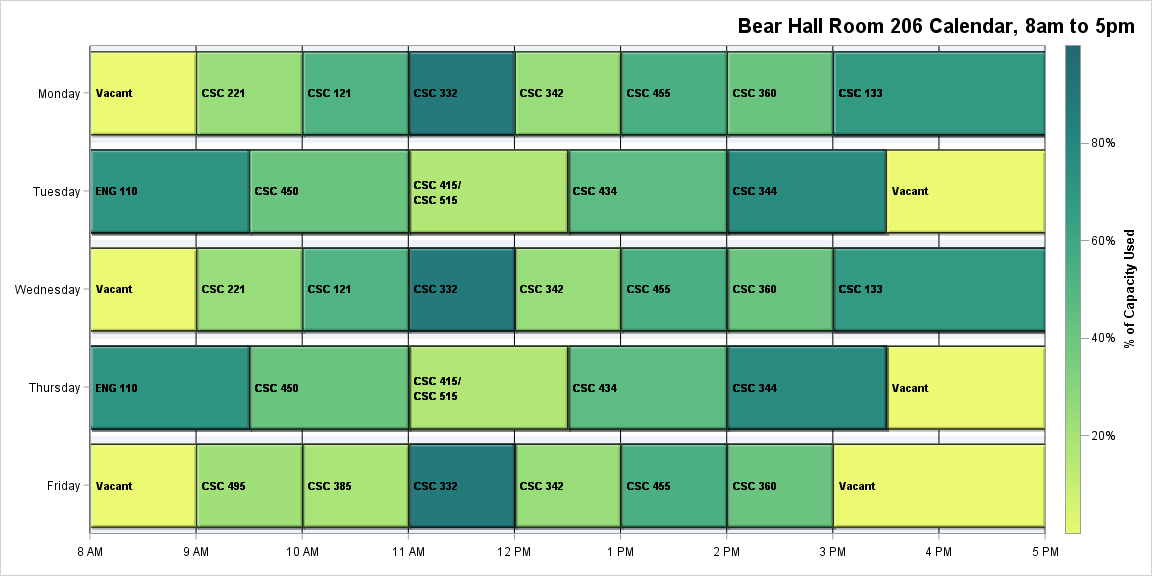 Bear Hall Room 206 Calendar, 8am to 5pm
Monday
Vacant
CSC 221
CSC 121
CSC 332
CSC 342
CSC 455
CSC 360
CSC 133
Tuesday
ENG 110
CSC 450
CSC 415/
CSC 515
CSC 434
CSC 344
Vacant
Wednesday
Vacant
CSC 221
CSC 121
CSC 332
CSC 342
CSC 455
CSC 360
CSC 133
Thursday
ENG 110
CSC 450
CSC 415/
CSC 515
CSC 434
CSC 344
Vacant
Friday
Vacant
CSC 495
CSC 385
CSC 332
CSC 342
CSC 455
CSC 360
Vacant
8 AM
9 AM
10 AM
11 AM
12 PM
1 PM
2 PM
3 PM
4 PM
5 PM
80%
60%
40%
20%
% of Capacity Used